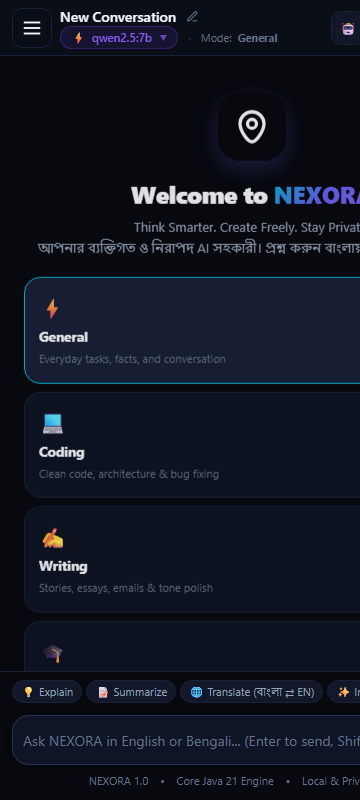 New Conversation
qwen2.5:7b · Mode: General
Welcome to NEXORA
Think Smarter. Create Freely. Stay Privat
আপনার ব্যক্তিগত ও নিরাপদ AI সহকারী। প্রশ্ন করুন বাংলায়
General
Everyday tasks, facts, and conversation
Coding
Clean code, architecture & bug fixing
Writing
Stories, essays, emails & tone polish
Explain Summarize Translate (বাংলা ⇄ EN)
Ask NEXORA in English or Bengali... (Enter to send, Shif
NEXORA 1.0 • Core Java 21 Engine • Local & Priv